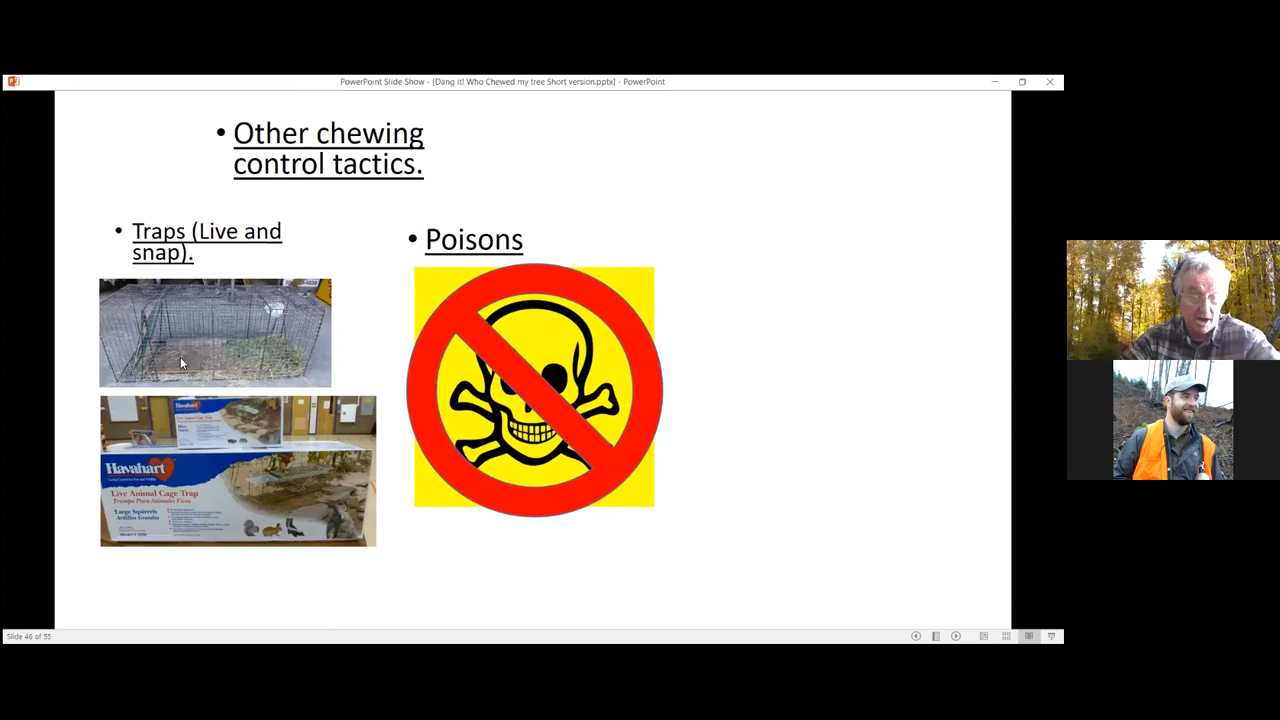 PowerPoint Slide Show - [Dang it! Who Chewed my tree Short version.pptx] - PowerPoint
• Other chewing
control tactics.
• Traps (Live and
snap).
• Poisons
Havahart
Live Animal Cage Trap
Large Squirrels
Slide 46 of 55